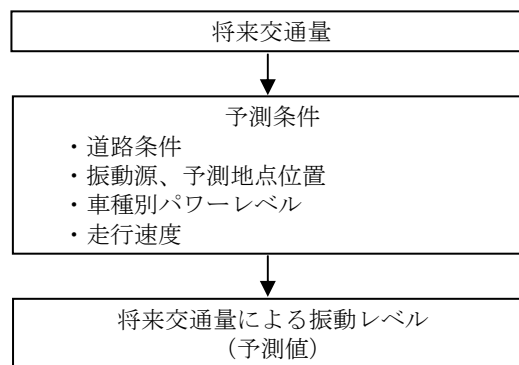 将来交通量
予測条件
・道路条件
・振動源、予測地点位置
・車種別パワーレベル
・走行速度
将来交通量による振動レベル
（予測値）